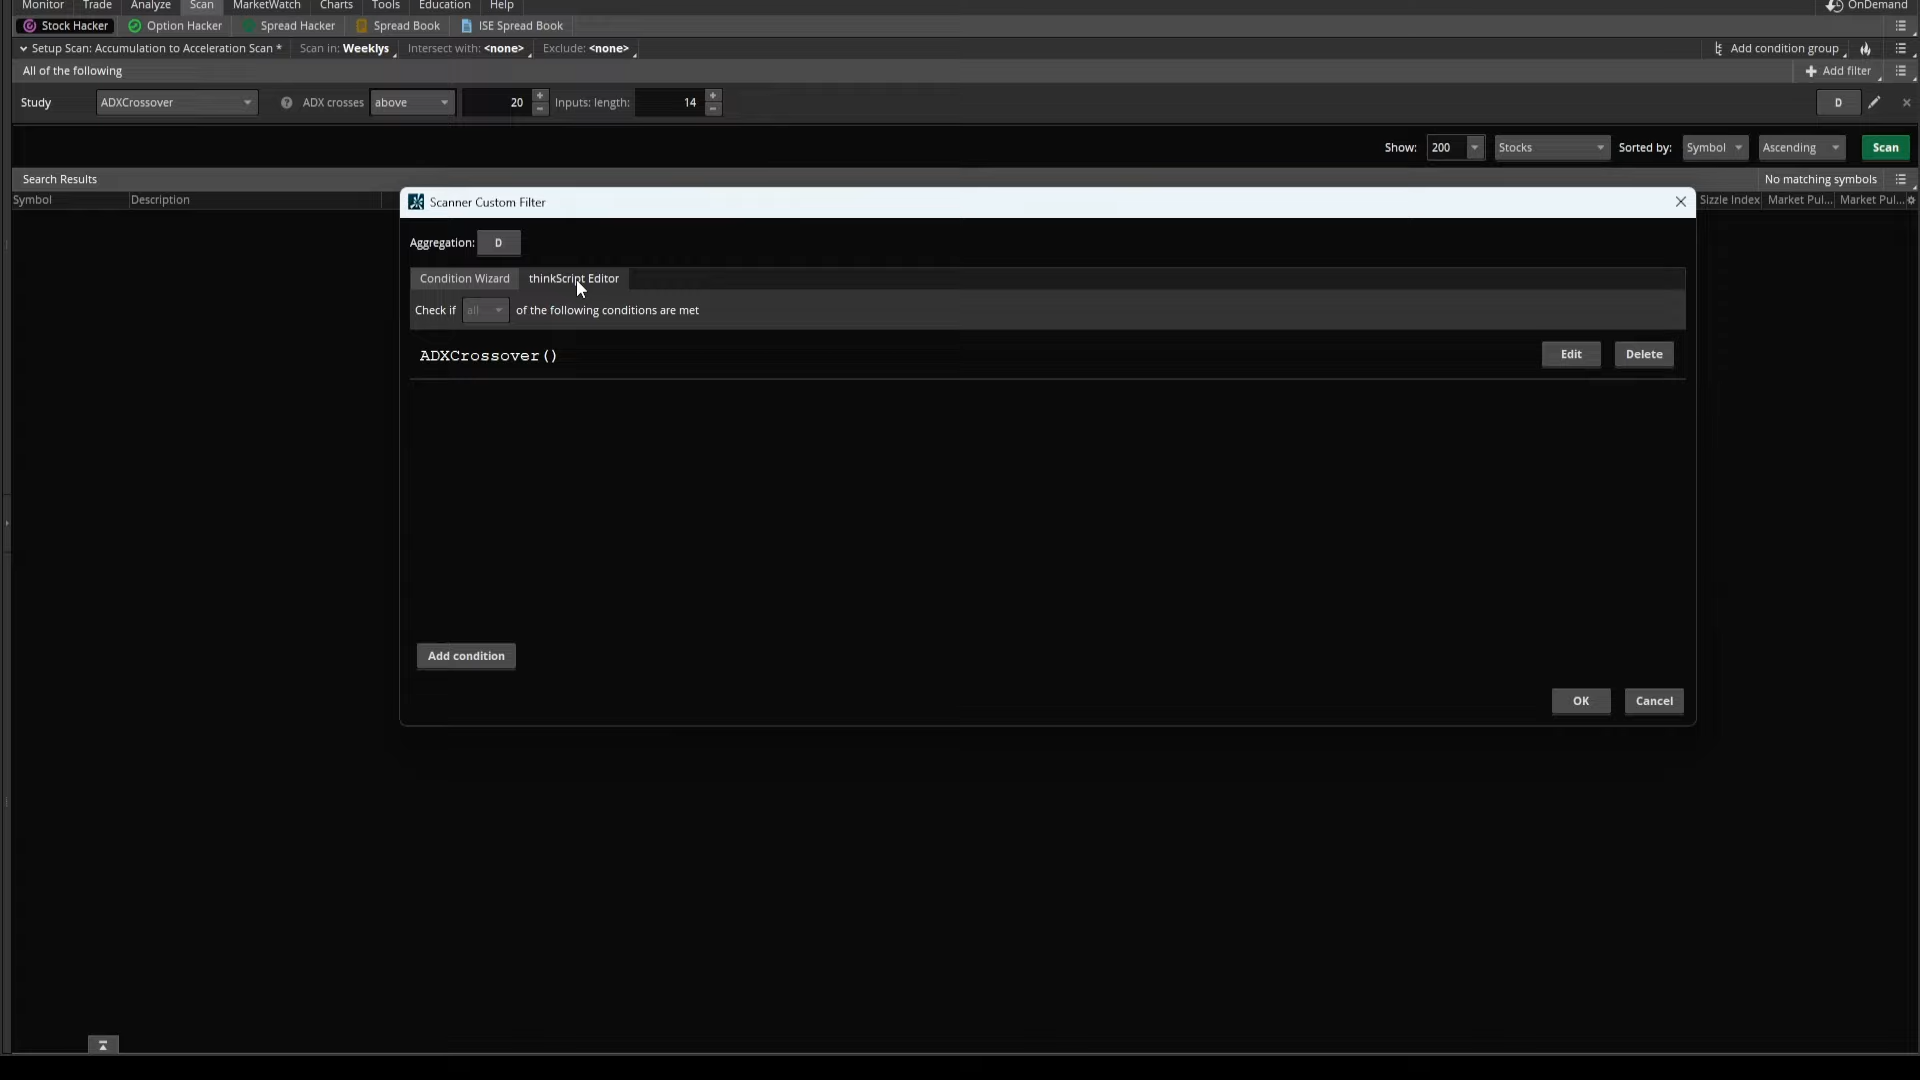 Monitor Trade Analyze Scan MarketWatch Charts Tools Education Help OnDemand
Stock Hacker Option Hacker Spread Hacker Spread Book ISE Spread Book
Setup Scan: Accumulation to Acceleration Scan * Scan in: Weeklys Intersect with: <none> Exclude: <none> Add condition group
All of the following Add filter
Study ADXCrossover ? ADX crosses above 20 Inputs: length: 14 D
Show: 200 Stocks Sorted by: Symbol Ascending Scan
Search Results No matching symbols
Symbol Description Sizzle Index Market Pul... Market Pul...
Scanner Custom Filter
Aggregation: D
Condition Wizard thinkScript Editor
Check if all of the following conditions are met
ADXCrossover() Edit Delete
Add condition
OK Cancel